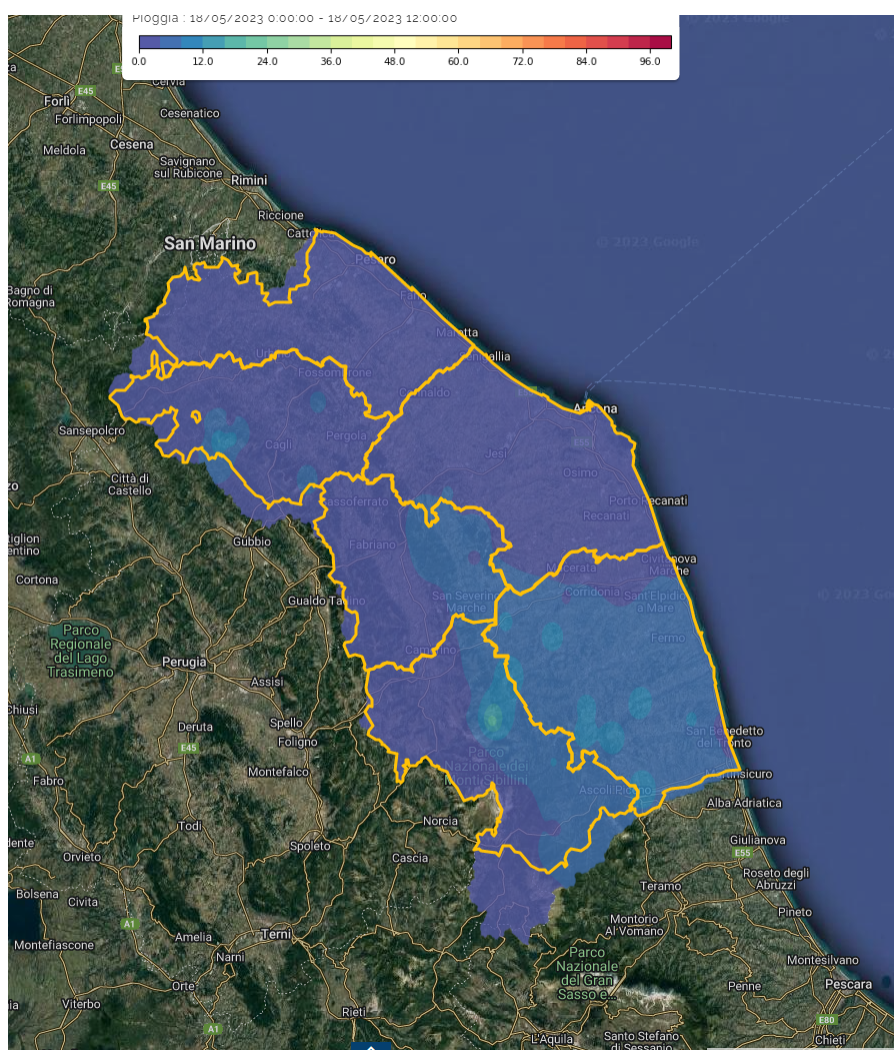 Pioggia : 18/05/2023 0:00:00 - 18/05/2023 12:00:00
0.0 12.0 24.0 36.0 48.0 60.0 72.0 84.0 96.0
© 2023 Google
Cervia
E45
Forlì
Forlimpopoli
Cesenatico
Cesena
Meldola
Savignano
sul Rubicone
Rimini
E45
Riccione
San Marino
© 2023 Google
Pesaro
Bagno di
Romagna
Fano
Marotta
Fossombrone
Sansepolcro
Ancona
E55
Pergola
Cagli
Jesi
Osimo
Città di
Castello
Porto Recanati
Recanati
Gubbio
Fabriano
Civitanova
Marche
Macerata
Cortona
Corridonia
Sant'Elpidio
a Mare
San Severino
Marche
© 2023
Gualdo Tadino
Fermo
Parco
Regionale
del Lago
Trasimeno
Perugia
Camerino
Assisi
Chiusi
Deruta
Spello
Foligno
E45
San Benedetto
del Tronto
Parco
Nazionale dei
Monti Sibillini
A1
Fabro
Montefalco
Martinsicuro
Ascoli Piceno
Alba Adriatica
Norcia
Todi
Giulianova
E55
Orvieto
Spoleto
Cascia
Roseto degli
Abruzzi
Teramo
Bolsena
Civita
Pineto
A1
Amelia
Terni
Montorio
Al Vomano
Montefiascone
Narni
Parco
Nazionale
del Gran
Sasso e...
Montesilvano
Orte
Penne
Pescara
Viterbo
Rieti
E80
A1
L'Aquila
Santo Stefano
di Sessanio
Chieti